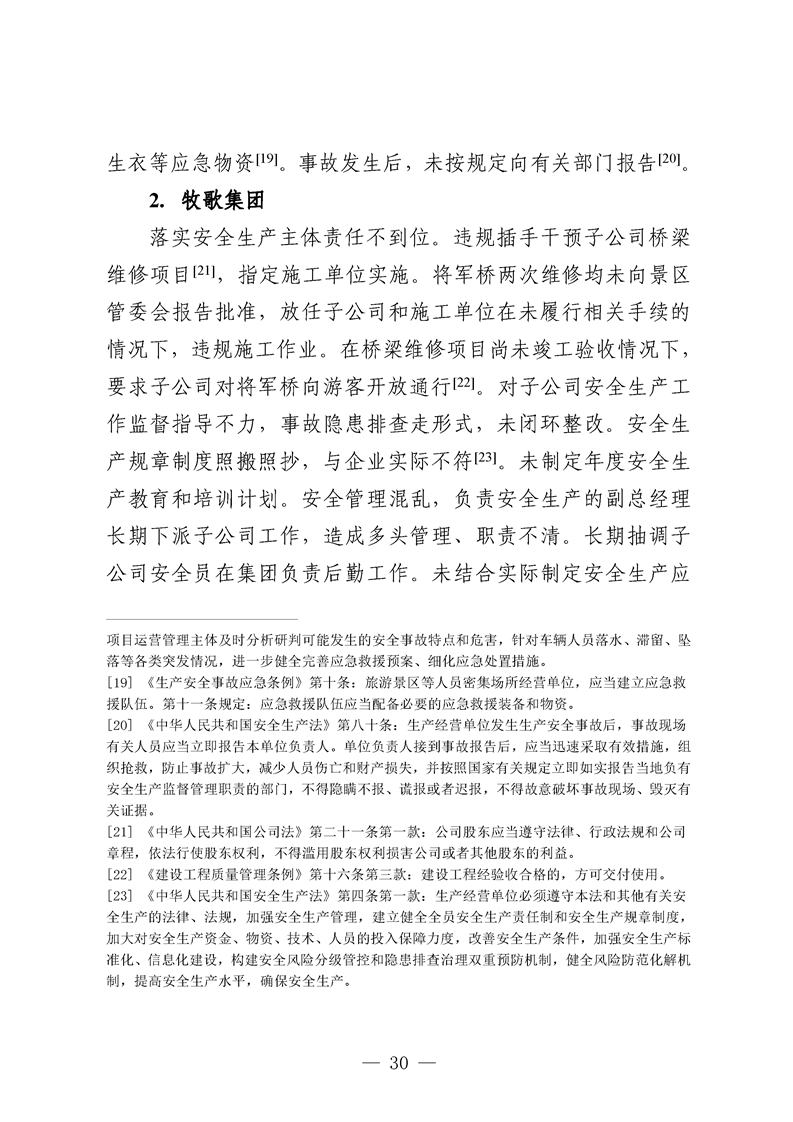 生衣等应急物资[19]。事故发生后，未按规定向有关部门报告[20]。
2. 牧歌集团
落实安全生产主体责任不到位。违规插手干预子公司桥梁
维修项目[21]，指定施工单位实施。将军桥两次维修均未向景区
管委会报告批准，放任子公司和施工单位在未履行相关手续的
情况下，违规施工作业。在桥梁维修项目尚未竣工验收情况下，
要求子公司对将军桥向游客开放通行[22]。对子公司安全生产工
作监督指导不力，事故隐患排查走形式，未闭环整改。安全生
产规章制度照搬照抄，与企业实际不符[23]。未制定年度安全生
产教育和培训计划。安全管理混乱，负责安全生产的副总经理
长期下派子公司工作，造成多头管理、职责不清。长期抽调子
公司安全员在集团负责后勤工作。未结合实际制定安全生产应
项目运营管理主体及时分析研判可能发生的安全事故特点和危害，针对车辆人员落水、滞留、坠
落等各类突发情况，进一步健全完善应急救援预案、细化应急处置措施。
[19] 《生产安全事故应急条例》第十条：旅游景区等人员密集场所经营单位，应当建立应急救
援队伍。第十一条规定：应急救援队伍应当配备必要的应急救援装备和物资。
[20] 《中华人民共和国安全生产法》第八十条：生产经营单位发生生产安全事故后，事故现场
有关人员应当立即报告本单位负责人。单位负责人接到事故报告后，应当迅速采取有效措施，组
织抢救，防止事故扩大，减少人员伤亡和财产损失，并按照国家有关规定立即如实报告当地负有
安全生产监督管理职责的部门，不得隐瞒不报、谎报或者迟报，不得故意破坏事故现场、毁灭有
关证据。
[21] 《中华人民共和国公司法》第二十一条第一款：公司股东应当遵守法律、行政法规和公司
章程，依法行使股东权利，不得滥用股东权利损害公司或者其他股东的利益。
[22] 《建设工程质量管理条例》第十六条第三款：建设工程经验收合格的，方可交付使用。
[23] 《中华人民共和国安全生产法》第四条第一款：生产经营单位必须遵守本法和其他有关安
全生产的法律、法规，加强安全生产管理，建立健全全员安全生产责任制和安全生产规章制度，
加大对安全生产资金、物资、技术、人员的投入保障力度，改善安全生产条件，加强安全生产标
准化、信息化建设，构建安全风险分级管控和隐患排查治理双重预防机制，健全风险防范化解机
制，提高安全生产水平，确保安全生产。
— 30 —